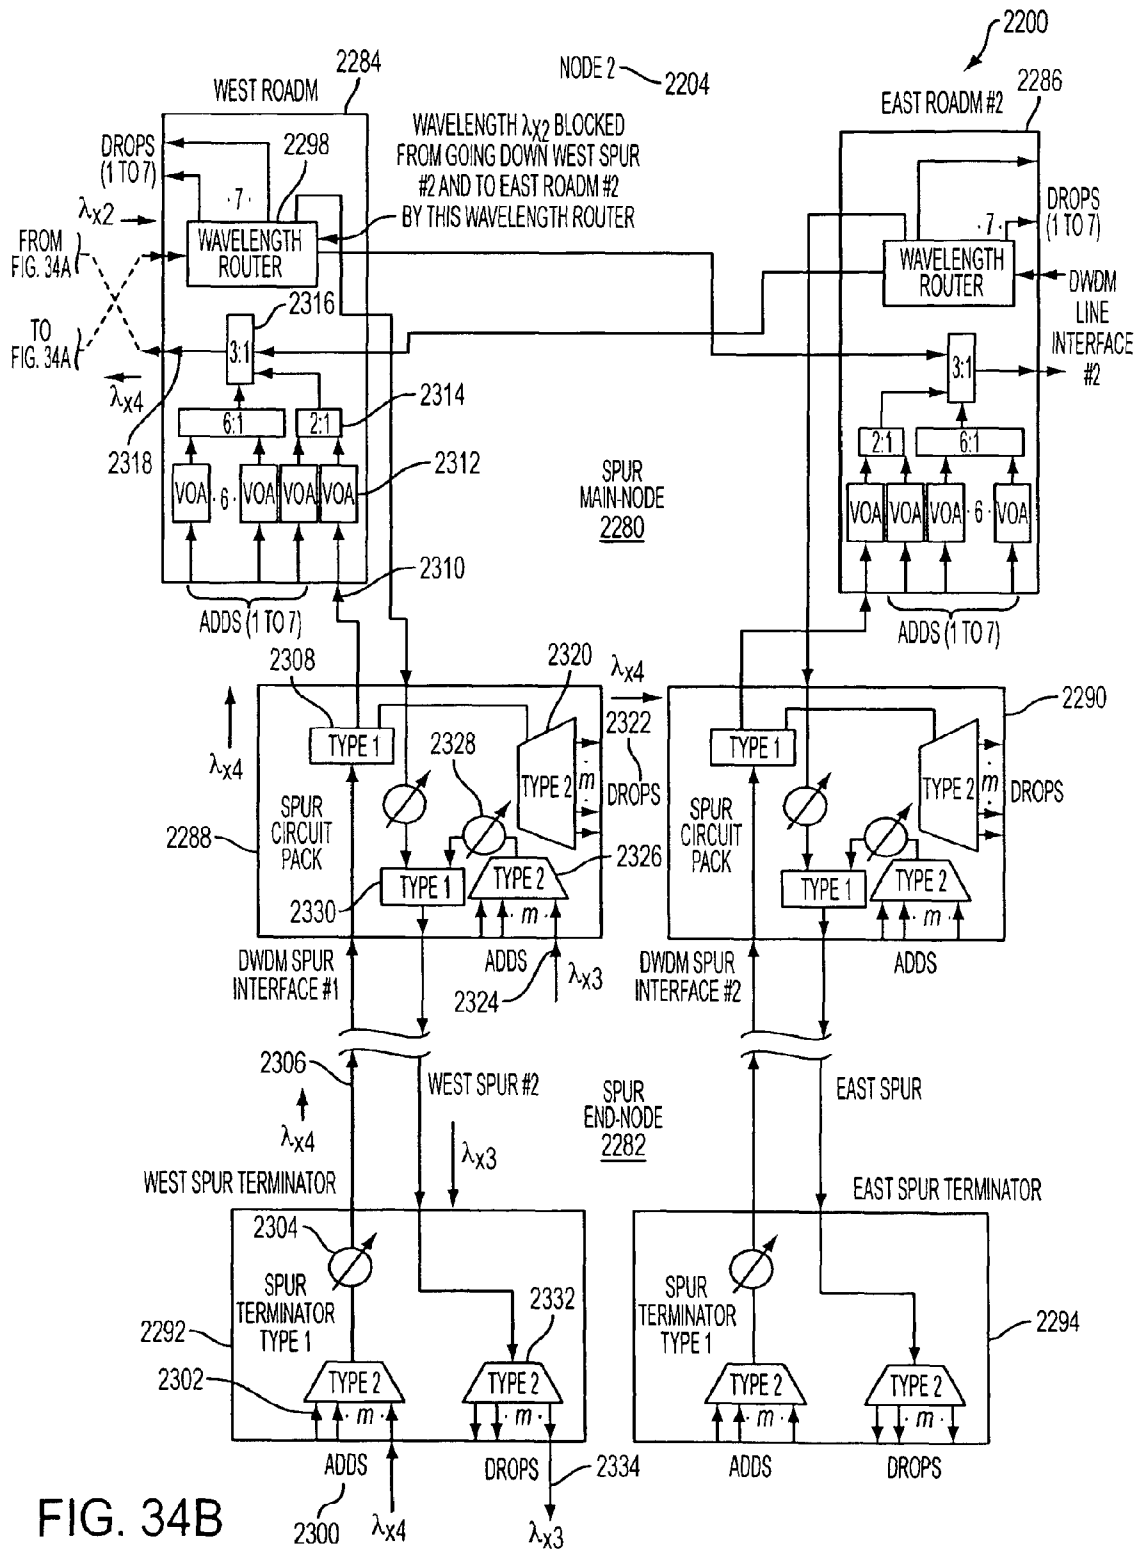 2200
NODE 2
2204
2284
WEST ROADM
EAST ROADM #2
2286
DROPS
(1 TO 7)
2298
WAVELENGTH λX2 BLOCKED
FROM GOING DOWN WEST SPUR
#2 AND TO EAST ROADM #2
BY THIS WAVELENGTH ROUTER
·7·
λX2
WAVELENGTH
ROUTER
FROM
FIG. 34A
TO
FIG. 34A
λX4
2316
3:1
2318
6:1
2:1
2314
VOA
·6·
VOA
VOA
VOA
2312
2310
ADDS (1 TO 7)
SPUR
MAIN-NODE
2280
·7·
DROPS
(1 TO 7)
WAVELENGTH
ROUTER
DWDM
LINE
INTERFACE
#2
3:1
2:1
6:1
VOA
VOA
VOA
·6·
VOA
ADDS (1 TO 7)
2308
2320
λX4
2322
2290
λX4
TYPE 1
2328
TYPE 2
·m·
DROPS
SPUR
CIRCUIT
PACK
2288
2326
TYPE 2
TYPE 1
2330
·m·
DWDM SPUR
INTERFACE #1
ADDS
2324
λX3
TYPE 1
TYPE 2
·m·
DROPS
SPUR
CIRCUIT
PACK
TYPE 2
TYPE 1
·m·
DWDM SPUR
INTERFACE #2
ADDS
2306
λX4
WEST SPUR #2
λX3
SPUR
END-NODE
2282
EAST SPUR
WEST SPUR TERMINATOR
EAST SPUR TERMINATOR
2304
SPUR
TERMINATOR
TYPE 1
2292
2332
2302
TYPE 2
TYPE 2
·m·
·m·
ADDS
2300
λX4
DROPS
2334
λX3
SPUR
TERMINATOR
TYPE 1
2294
TYPE 2
TYPE 2
·m·
·m·
ADDS
DROPS
FIG. 34B